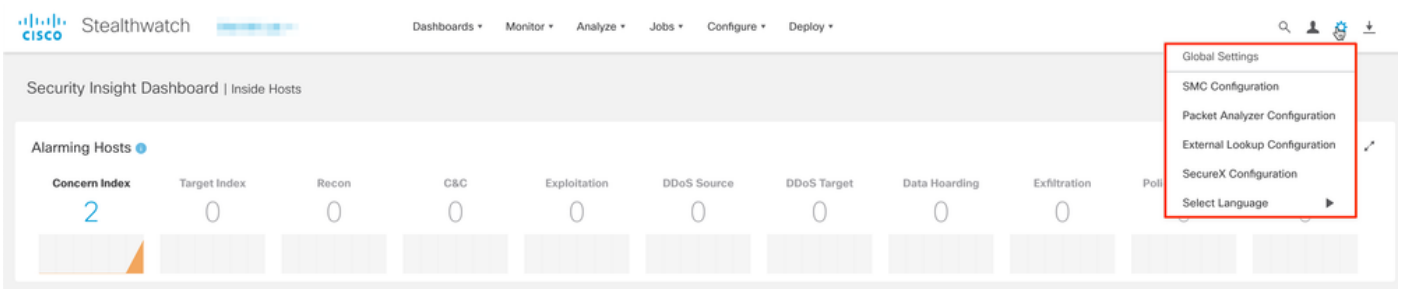 CISCO Stealthwatch Dashboards Monitor Analyze Jobs Configure Deploy
Global Settings
Security Insight Dashboard | Inside Hosts
SMC Configuration
Packet Analyzer Configuration
Alarming Hosts
External Lookup Configuration
SecureX Configuration
Select Language
Concern Index Target Index Recon C&C Exploitation DDoS Source DDoS Target Data Hoarding Exfiltration
2 0 0 0 0 0 0 0 0